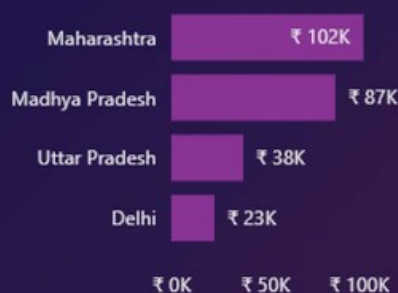 Maharashtra ₹ 102K
Madhya Pradesh ₹ 87K
Uttar Pradesh ₹ 38K
Delhi ₹ 23K
₹ 0K ₹ 50K ₹ 100K